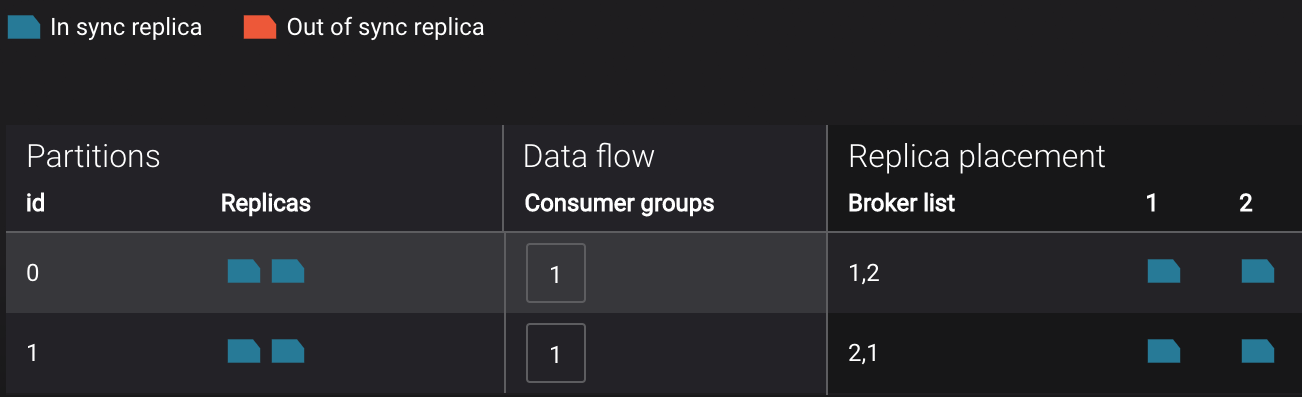 In sync replica Out of sync replica
Partitions Data flow Replica placement
id Replicas Consumer groups Broker list 1 2
0 1 1,2
1 1 2,1